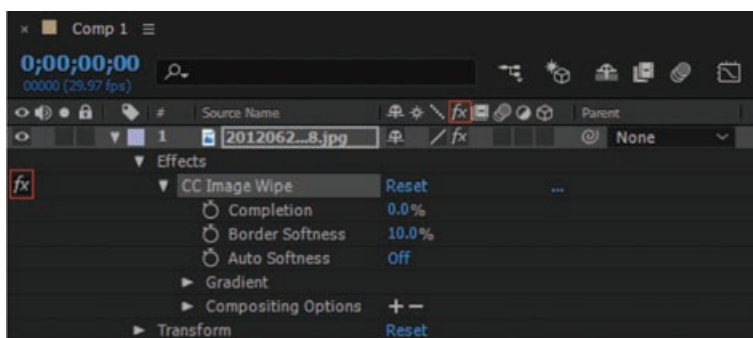 Comp 1
0;00;00;00
00000 (29.97 fps)
# Source Name fx Parent
1 2012062...8.jpg fx None
Effects
fx CC Image Wipe Reset ...
Completion 0.0%
Border Softness 10.0%
Auto Softness Off
Gradient
Compositing Options + −
Transform Reset